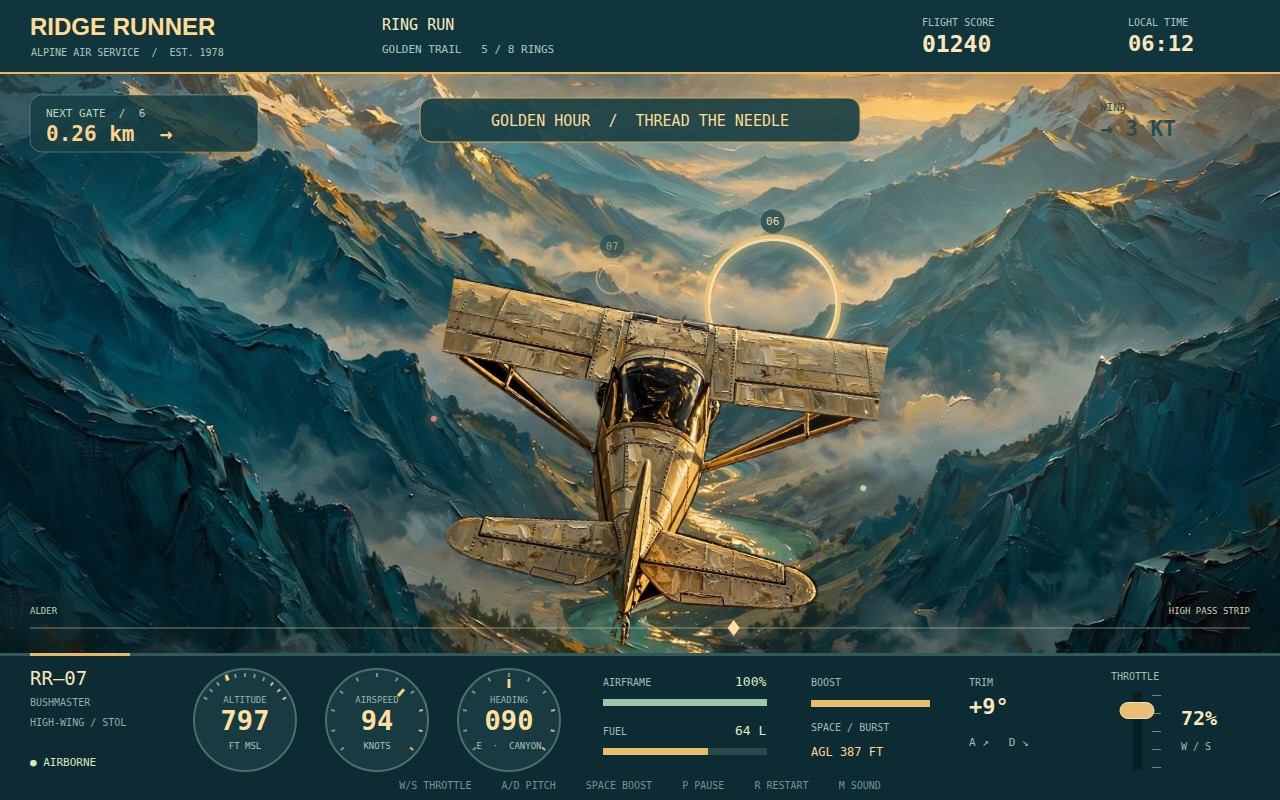 RIDGE RUNNER
ALPINE AIR SERVICE / EST. 1978
RING RUN
GOLDEN TRAIL 5 / 8 RINGS
FLIGHT SCORE
01240
LOCAL TIME
06:12
NEXT GATE / 6
0.26 km →
GOLDEN HOUR / THREAD THE NEEDLE
WIND
→ 3 KT
06
07
ALDER
HIGH PASS STRIP
RR—07
BUSHMASTER
HIGH-WING / STOL
● AIRBORNE
ALTITUDE
797
FT MSL
AIRSPEED
94
KNOTS
HEADING
090
E · CANYON
AIRFRAME 100%
FUEL 64 L
BOOST
SPACE / BURST
AGL 387 FT
TRIM
+9°
A ↗ D ↘
THROTTLE
72%
W / S
W/S THROTTLE A/D PITCH SPACE BOOST P PAUSE R RESTART M SOUND